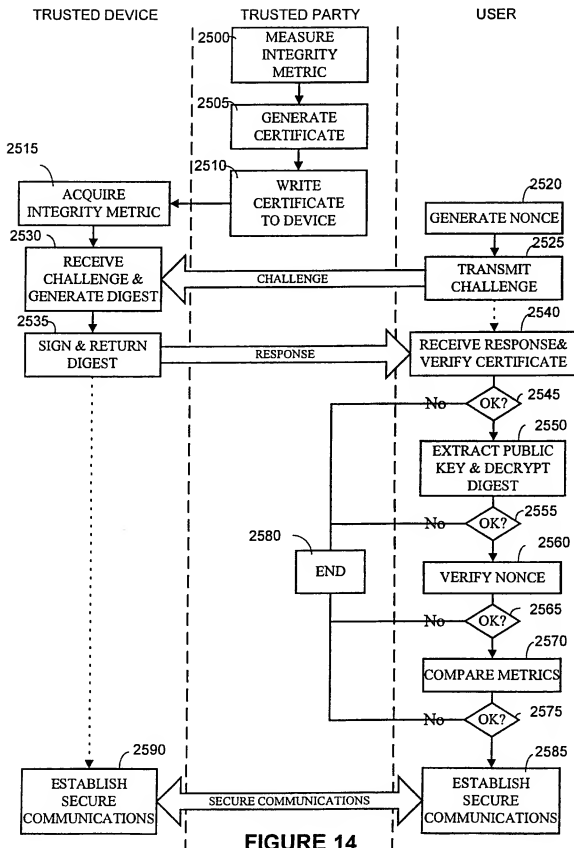 TRUSTED DEVICE
TRUSTED PARTY
USER
2500
MEASURE
INTEGRITY
METRIC
2505
GENERATE
CERTIFICATE
2515
2510
WRITE
CERTIFICATE
TO DEVICE
2520
ACQUIRE
INTEGRITY METRIC
GENERATE NONCE
2530
2525
RECEIVE
CHALLENGE &
GENERATE DIGEST
CHALLENGE
TRANSMIT
CHALLENGE
2535
2540
SIGN & RETURN
DIGEST
RESPONSE
RECEIVE RESPONSE&
VERIFY CERTIFICATE
No
OK?
2545
2550
EXTRACT PUBLIC
KEY & DECRYPT
DIGEST
No
OK?
2555
2580
2560
END
VERIFY NONCE
No
OK?
2565
2570
COMPARE METRICS
No
OK?
2575
2590
2585
ESTABLISH
SECURE
COMMUNICATIONS
SECURE COMMUNICATIONS
ESTABLISH
SECURE
COMMUNICATIONS
FIGURE 14